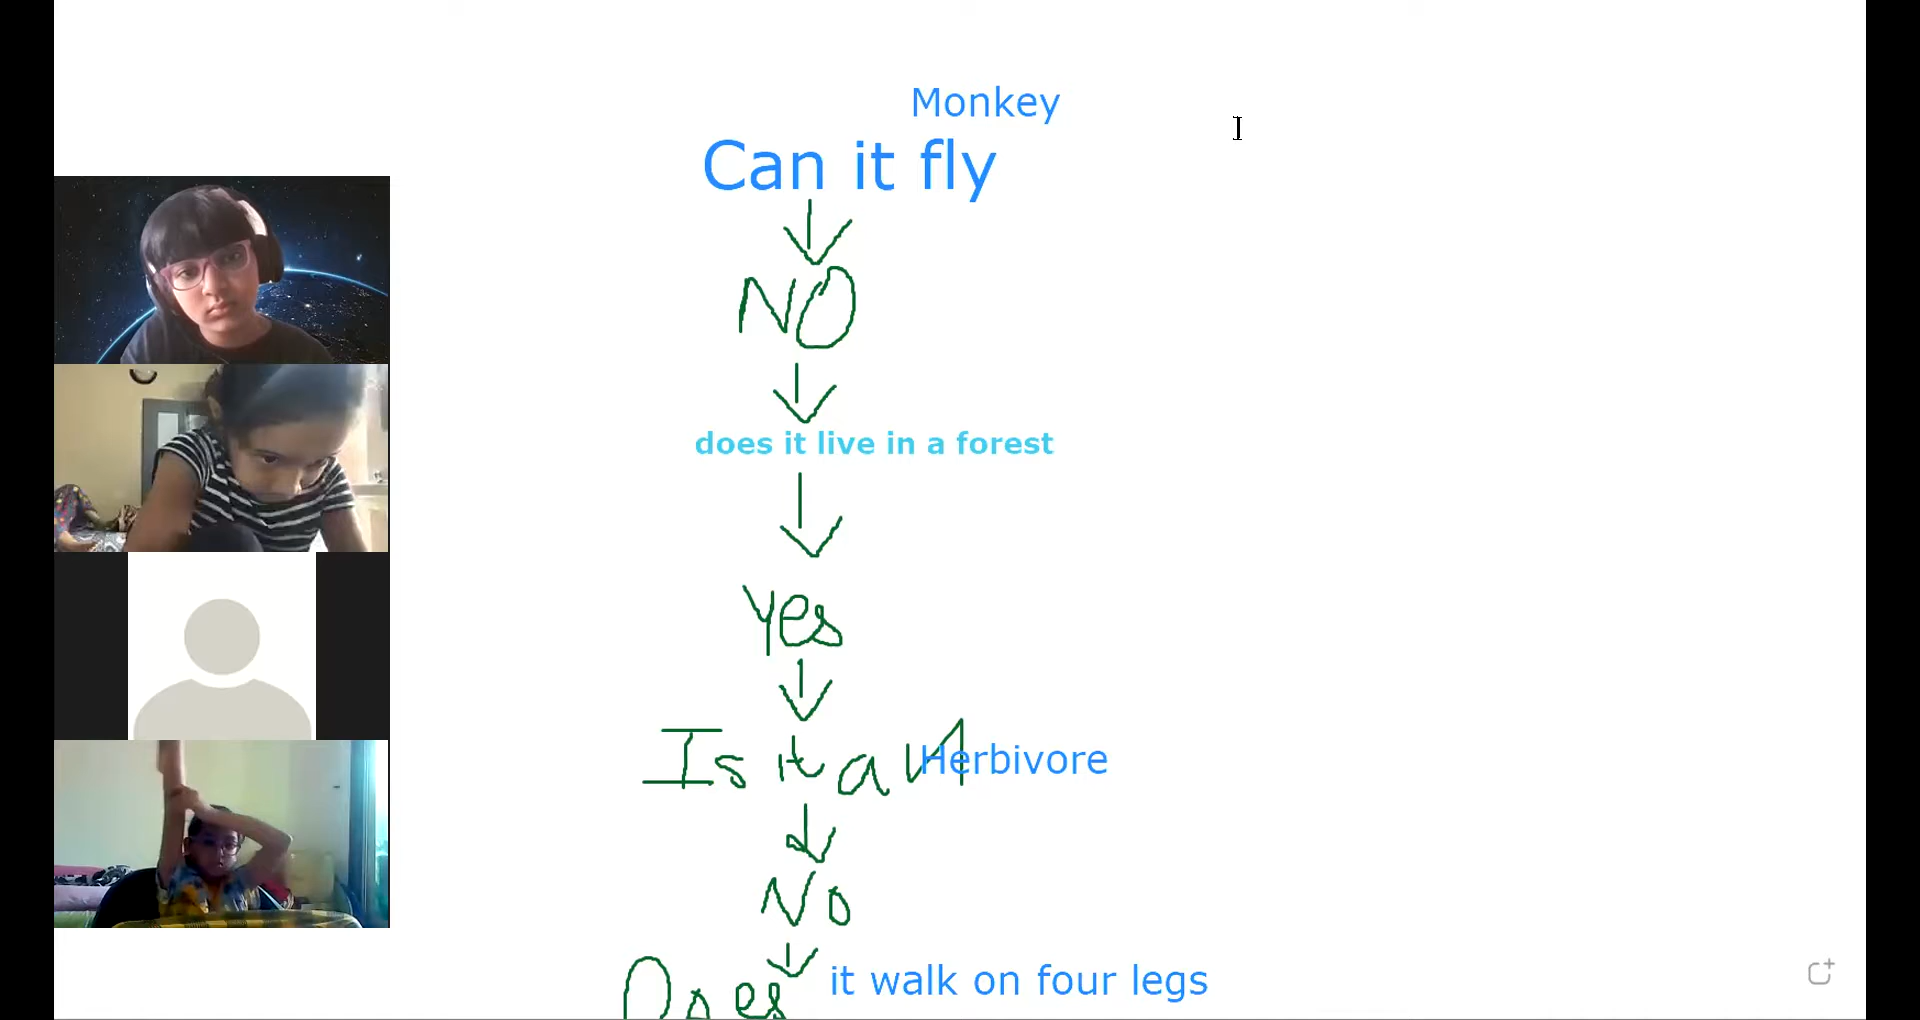 Monkey
Can it fly
NO
does it live in a forest
Yes
Is it a Herbivore
No
Does it walk on four legs